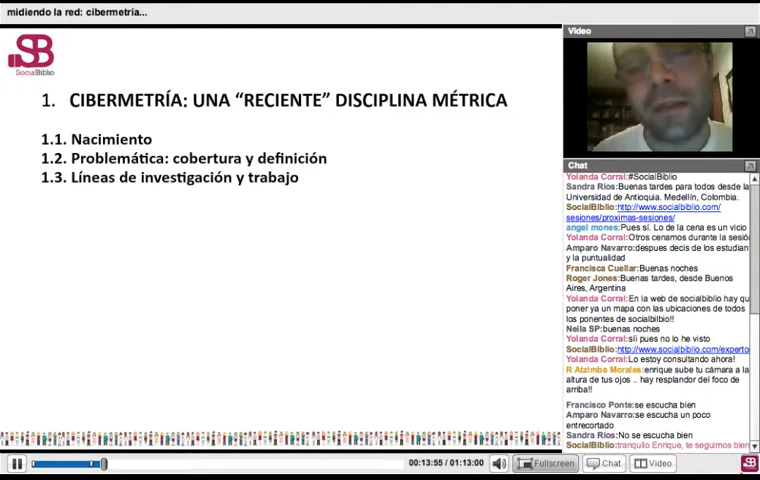 midiendo la red: cibermetría...
SB
SocialBiblio
1. CIBERMETRÍA: UNA “RECIENTE” DISCIPLINA MÉTRICA
1.1. Nacimiento
1.2. Problemática: cobertura y definición
1.3. Líneas de investigación y trabajo
Video
Chat
Yolanda Corral:#SocialBiblio
Sandra Rios:Buenas tardes para todos desde la
Universidad de Antioquia. Medellín, Colombia.
SocialBiblio:http://www.socialbiblio.com/
sesiones/proximas-sesiones/
angel mones:Pues sí. Lo de la cena es un vicio
Yolanda Corral:Otros cenamos durante la sesió
Amparo Navarro:despues decis de los estudian
y la puntualidad
Francisca Cuellar:Buenas noches
Roger Jones:Buenas tardes, desde Buenos
Aires, Argentina
Yolanda Corral:En la web de socialbiblio hay qu
poner ya un mapa con las ubicaciones de todos
los ponentes de socialbilbio!!
Neila SP:buenas noches
Yolanda Corral:síi pues no lo he visto
SocialBiblio:http://www.socialbiblio.com/experto
Yolanda Corral:Lo estoy consultando ahora!
R Atzimba Morales:enrique sube tu cámara a la
altura de tus ojos .. hay resplandor del foco de
arriba!!
Francisco Ponte:se escucha bien
Amparo Navarro:se escucha un poco
entrecortado
Sandra Rios:No se escucha bien
SocialBiblio:tranquilo Enrique, te seguimos bien
00:13:55 / 01:13:00
Fullscreen
Chat
Video
SB